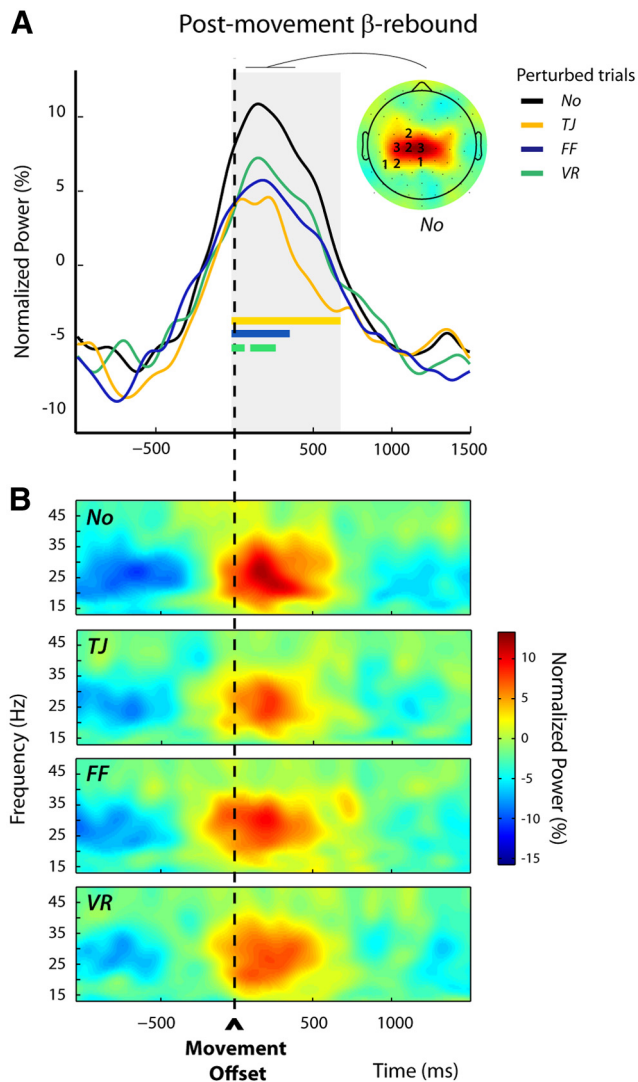 A
Post-movement β-rebound
Normalized Power (%)
10
5
0
-5
-10
−500
0
500
1000
1500
2
3 2 3
1 2 1
No
Perturbed trials
No
TJ
FF
VR
B
Frequency (Hz)
No
45
35
25
15
TJ
45
35
25
15
FF
45
35
25
15
VR
45
35
25
15
−500
0
500
1000
Movement
Offset
Time (ms)
10
5
0
-5
-10
-15
Normalized Power (%)